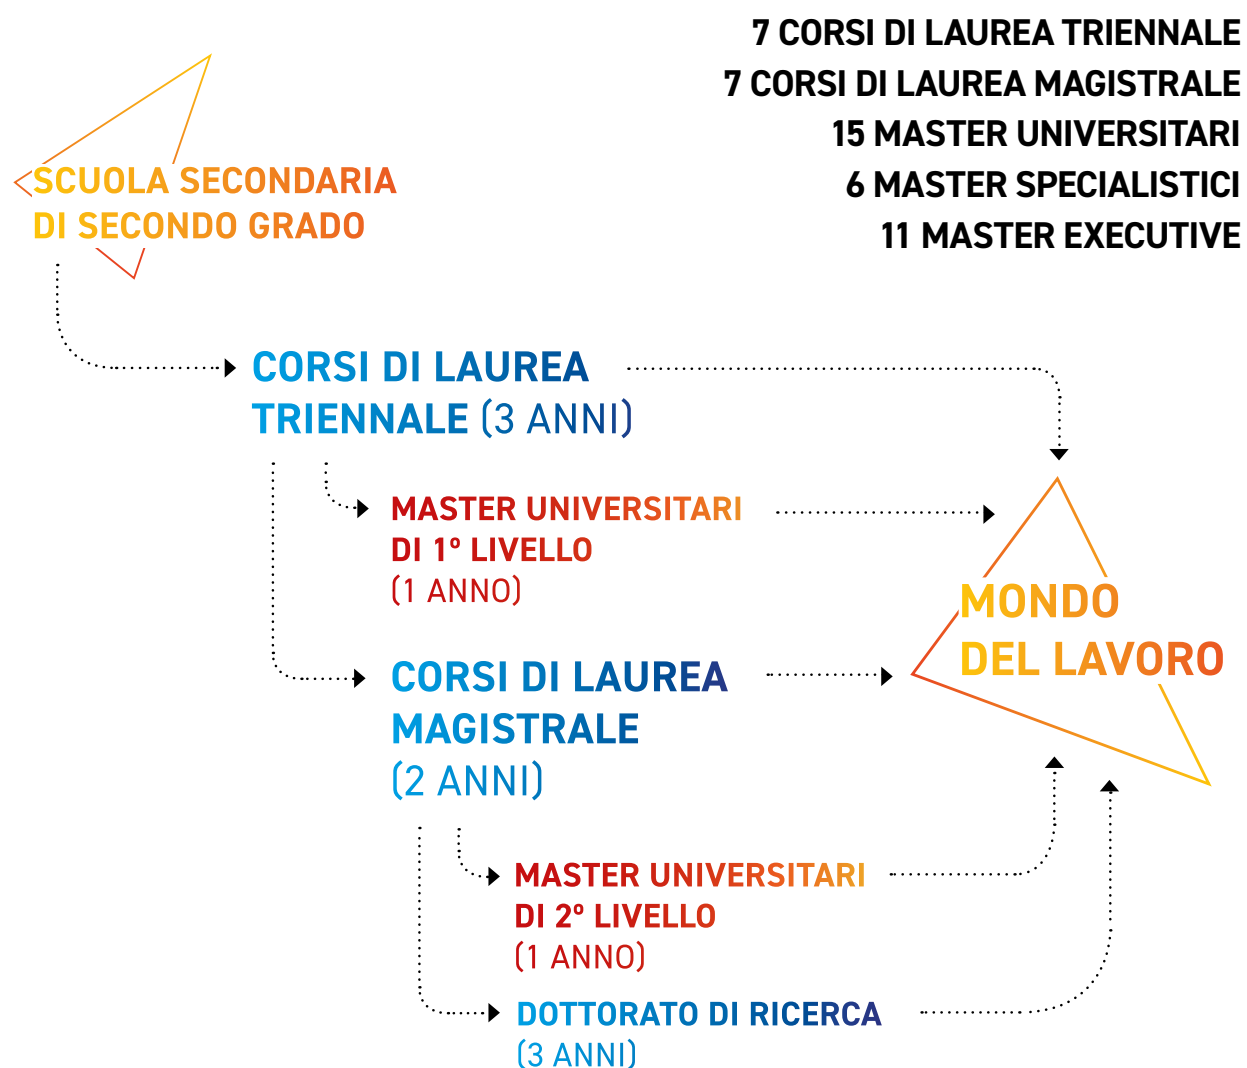 7 CORSI DI LAUREA TRIENNALE
7 CORSI DI LAUREA MAGISTRALE
15 MASTER UNIVERSITARI
6 MASTER SPECIALISTICI
11 MASTER EXECUTIVE
SCUOLA SECONDARIA
DI SECONDO GRADO
CORSI DI LAUREA
TRIENNALE (3 ANNI)
MASTER UNIVERSITARI
DI 1º LIVELLO
(1 ANNO)
CORSI DI LAUREA
MAGISTRALE
(2 ANNI)
MASTER UNIVERSITARI
DI 2º LIVELLO
(1 ANNO)
DOTTORATO DI RICERCA
(3 ANNI)
MONDO
DEL LAVORO